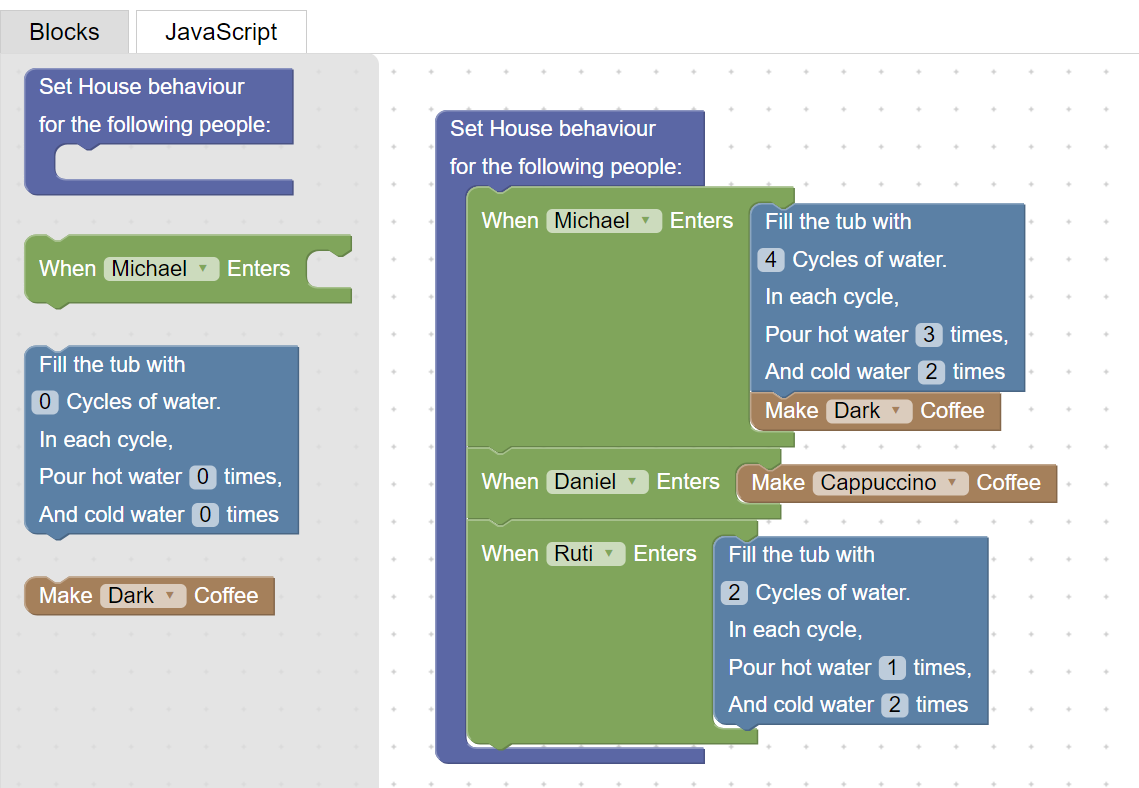 Blocks
JavaScript
Set House behaviour
for the following people:
When Michael Enters
Fill the tub with
0 Cycles of water.
In each cycle,
Pour hot water 0 times,
And cold water 0 times
Make Dark Coffee
Set House behaviour
for the following people:
When Michael Enters
Fill the tub with
4 Cycles of water.
In each cycle,
Pour hot water 3 times,
And cold water 2 times
Make Dark Coffee
When Daniel Enters
Make Cappuccino Coffee
When Ruti Enters
Fill the tub with
2 Cycles of water.
In each cycle,
Pour hot water 1 times,
And cold water 2 times